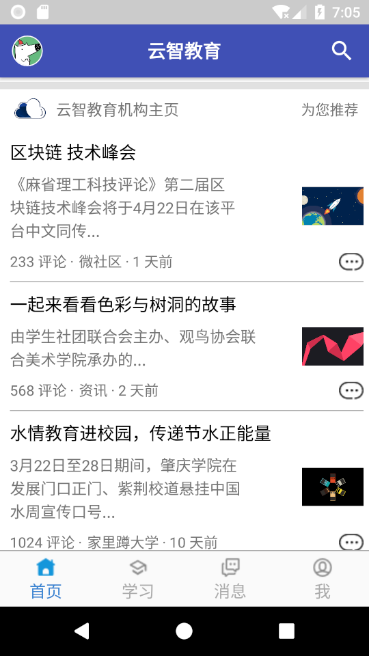 7:05
云智教育
云智教育机构主页
为您推荐
区块链 技术峰会
《麻省理工科技评论》第二届区
块链技术峰会将于4月22日在该平
台中文同传...
233 评论 · 微社区 · 1 天前
一起来看看色彩与树洞的故事
由学生社团联合会主办、观鸟协会联
合美术学院承办的...
568 评论 · 资讯 · 2 天前
水情教育进校园，传递节水正能量
3月22日至28日期间，肇庆学院在
发展门口正门、紫荆校道悬挂中国
水周宣传口号...
1024 评论 · 家里蹲大学 · 10 天前
首页
学习
消息
我